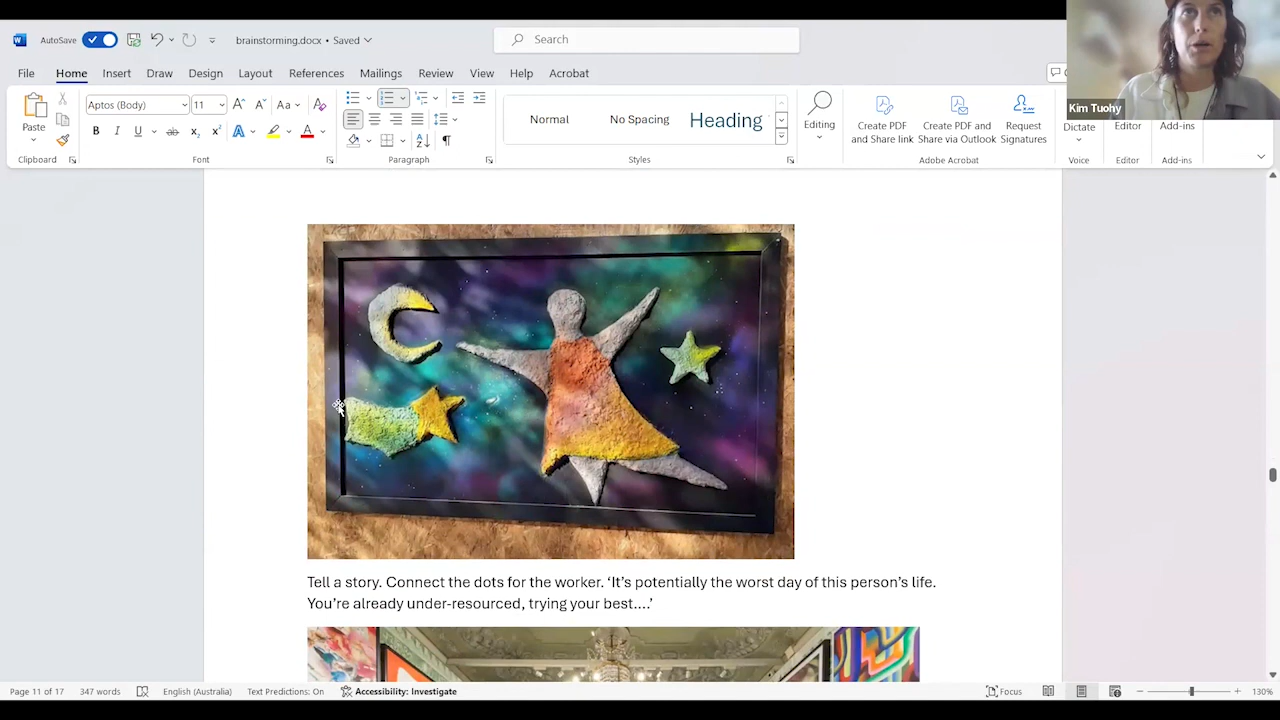 AutoSave
brainstorming.docx • Saved
Search
File Home Insert Draw Design Layout References Mailings Review View Help Acrobat
Kim Tuohy
Paste
Aptos (Body) 11
Aa
B I U ab x₂ x² A A
Normal No Spacing Heading
Editing
Create PDF and Share link
Create PDF and Share via Outlook
Request Signatures
Dictate
Editor
Add-ins
Clipboard Font Paragraph Styles Adobe Acrobat Voice Editor Add-ins
Tell a story. Connect the dots for the worker. ‘It’s potentially the worst day of this person’s life.
You’re already under-resourced, trying your best....’
Page 11 of 17 347 words English (Australia) Text Predictions: On Accessibility: Investigate Focus 130%